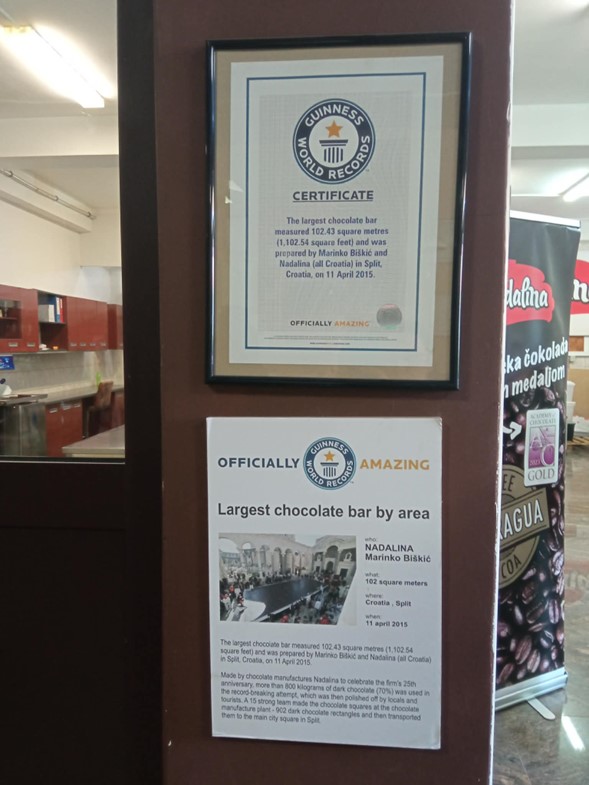 GUINNESS
WORLD RECORDS
CERTIFICATE
The largest chocolate bar
measured 102.43 square metres
(1,102.54 square feet) and was
prepared by Marinko Biškić and
Nadalina (all Croatia) in Split,
Croatia, on 11 April 2015.
OFFICIALLY AMAZING
OFFICIALLY
GUINNESS
WORLD RECORDS
AMAZING
Largest chocolate bar by area
who:
NADALINA
Marinko Biškić
what:
102 square meters
where:
Croatia , Split
when:
11 april 2015
The largest chocolate bar measured 102.43 square metres (1,102.54
square feet) and was prepared by Marinko Biškić and Nadalina (all Croatia)
in Split, Croatia, on 11 April 2015.
Made by chocolate manufactures Nadalina to celebrate the firm's 25th
anniversary, more than 800 kilograms of dark chocolate (70%) was used in
the record-breaking attempt, which was then polished off by locals and
tourists. A 15 strong team made the chocolate squares at the chocolate
manufacture plant - 902 dark chocolate rectangles and then transported
them to the main city square in Split.
dalina
ka čokolada
m medaljom
ACADEMY
CHOCOLATE
GOLD
EE
AGUA
COA